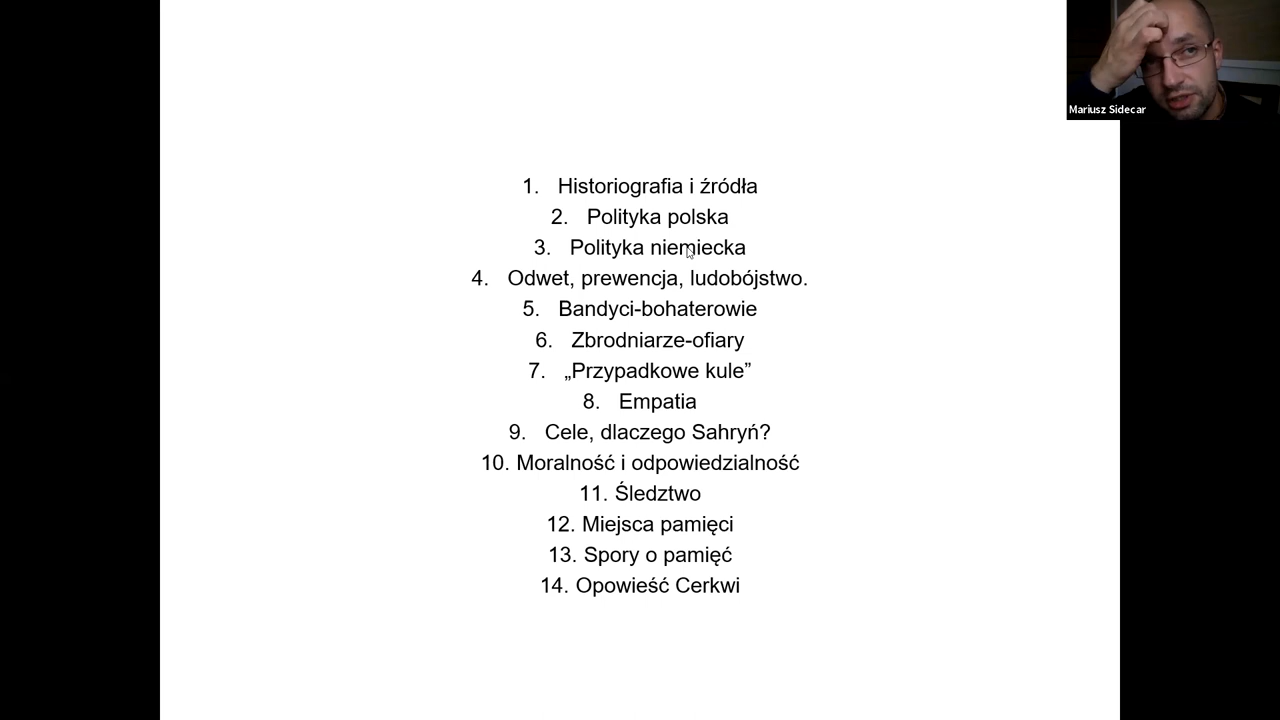 Mariusz Sidecar
1. Historiografia i źródła
2. Polityka polska
3. Polityka niemiecka
4. Odwet, prewencja, ludobójstwo.
5. Bandyci-bohaterowie
6. Zbrodniarze-ofiary
7. „Przypadkowe kule”
8. Empatia
9. Cele, dlaczego Sahryń?
10. Moralność i odpowiedzialność
11. Śledztwo
12. Miejsca pamięci
13. Spory o pamięć
14. Opowieść Cerkwi